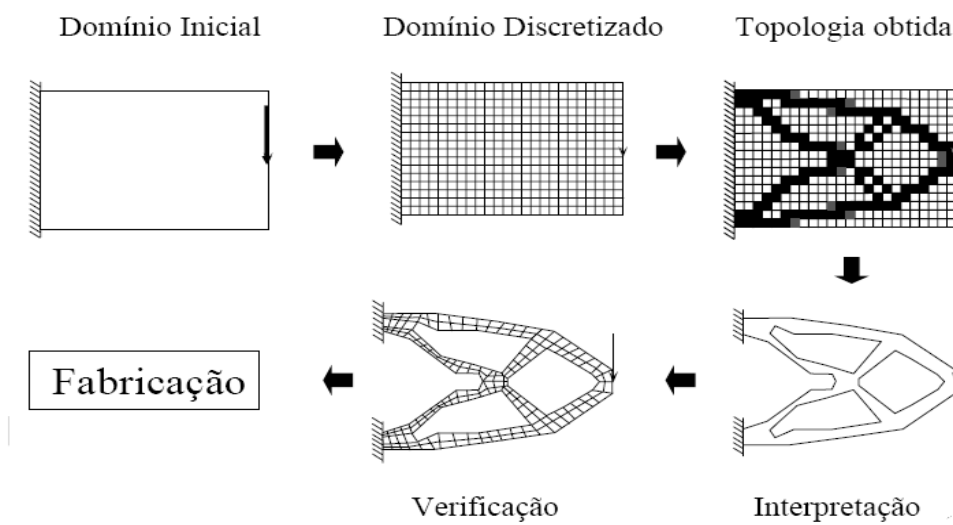 Domínio Inicial
Domínio Discretizado
Topologia obtida
Fabricação
Verificação
Interpretação